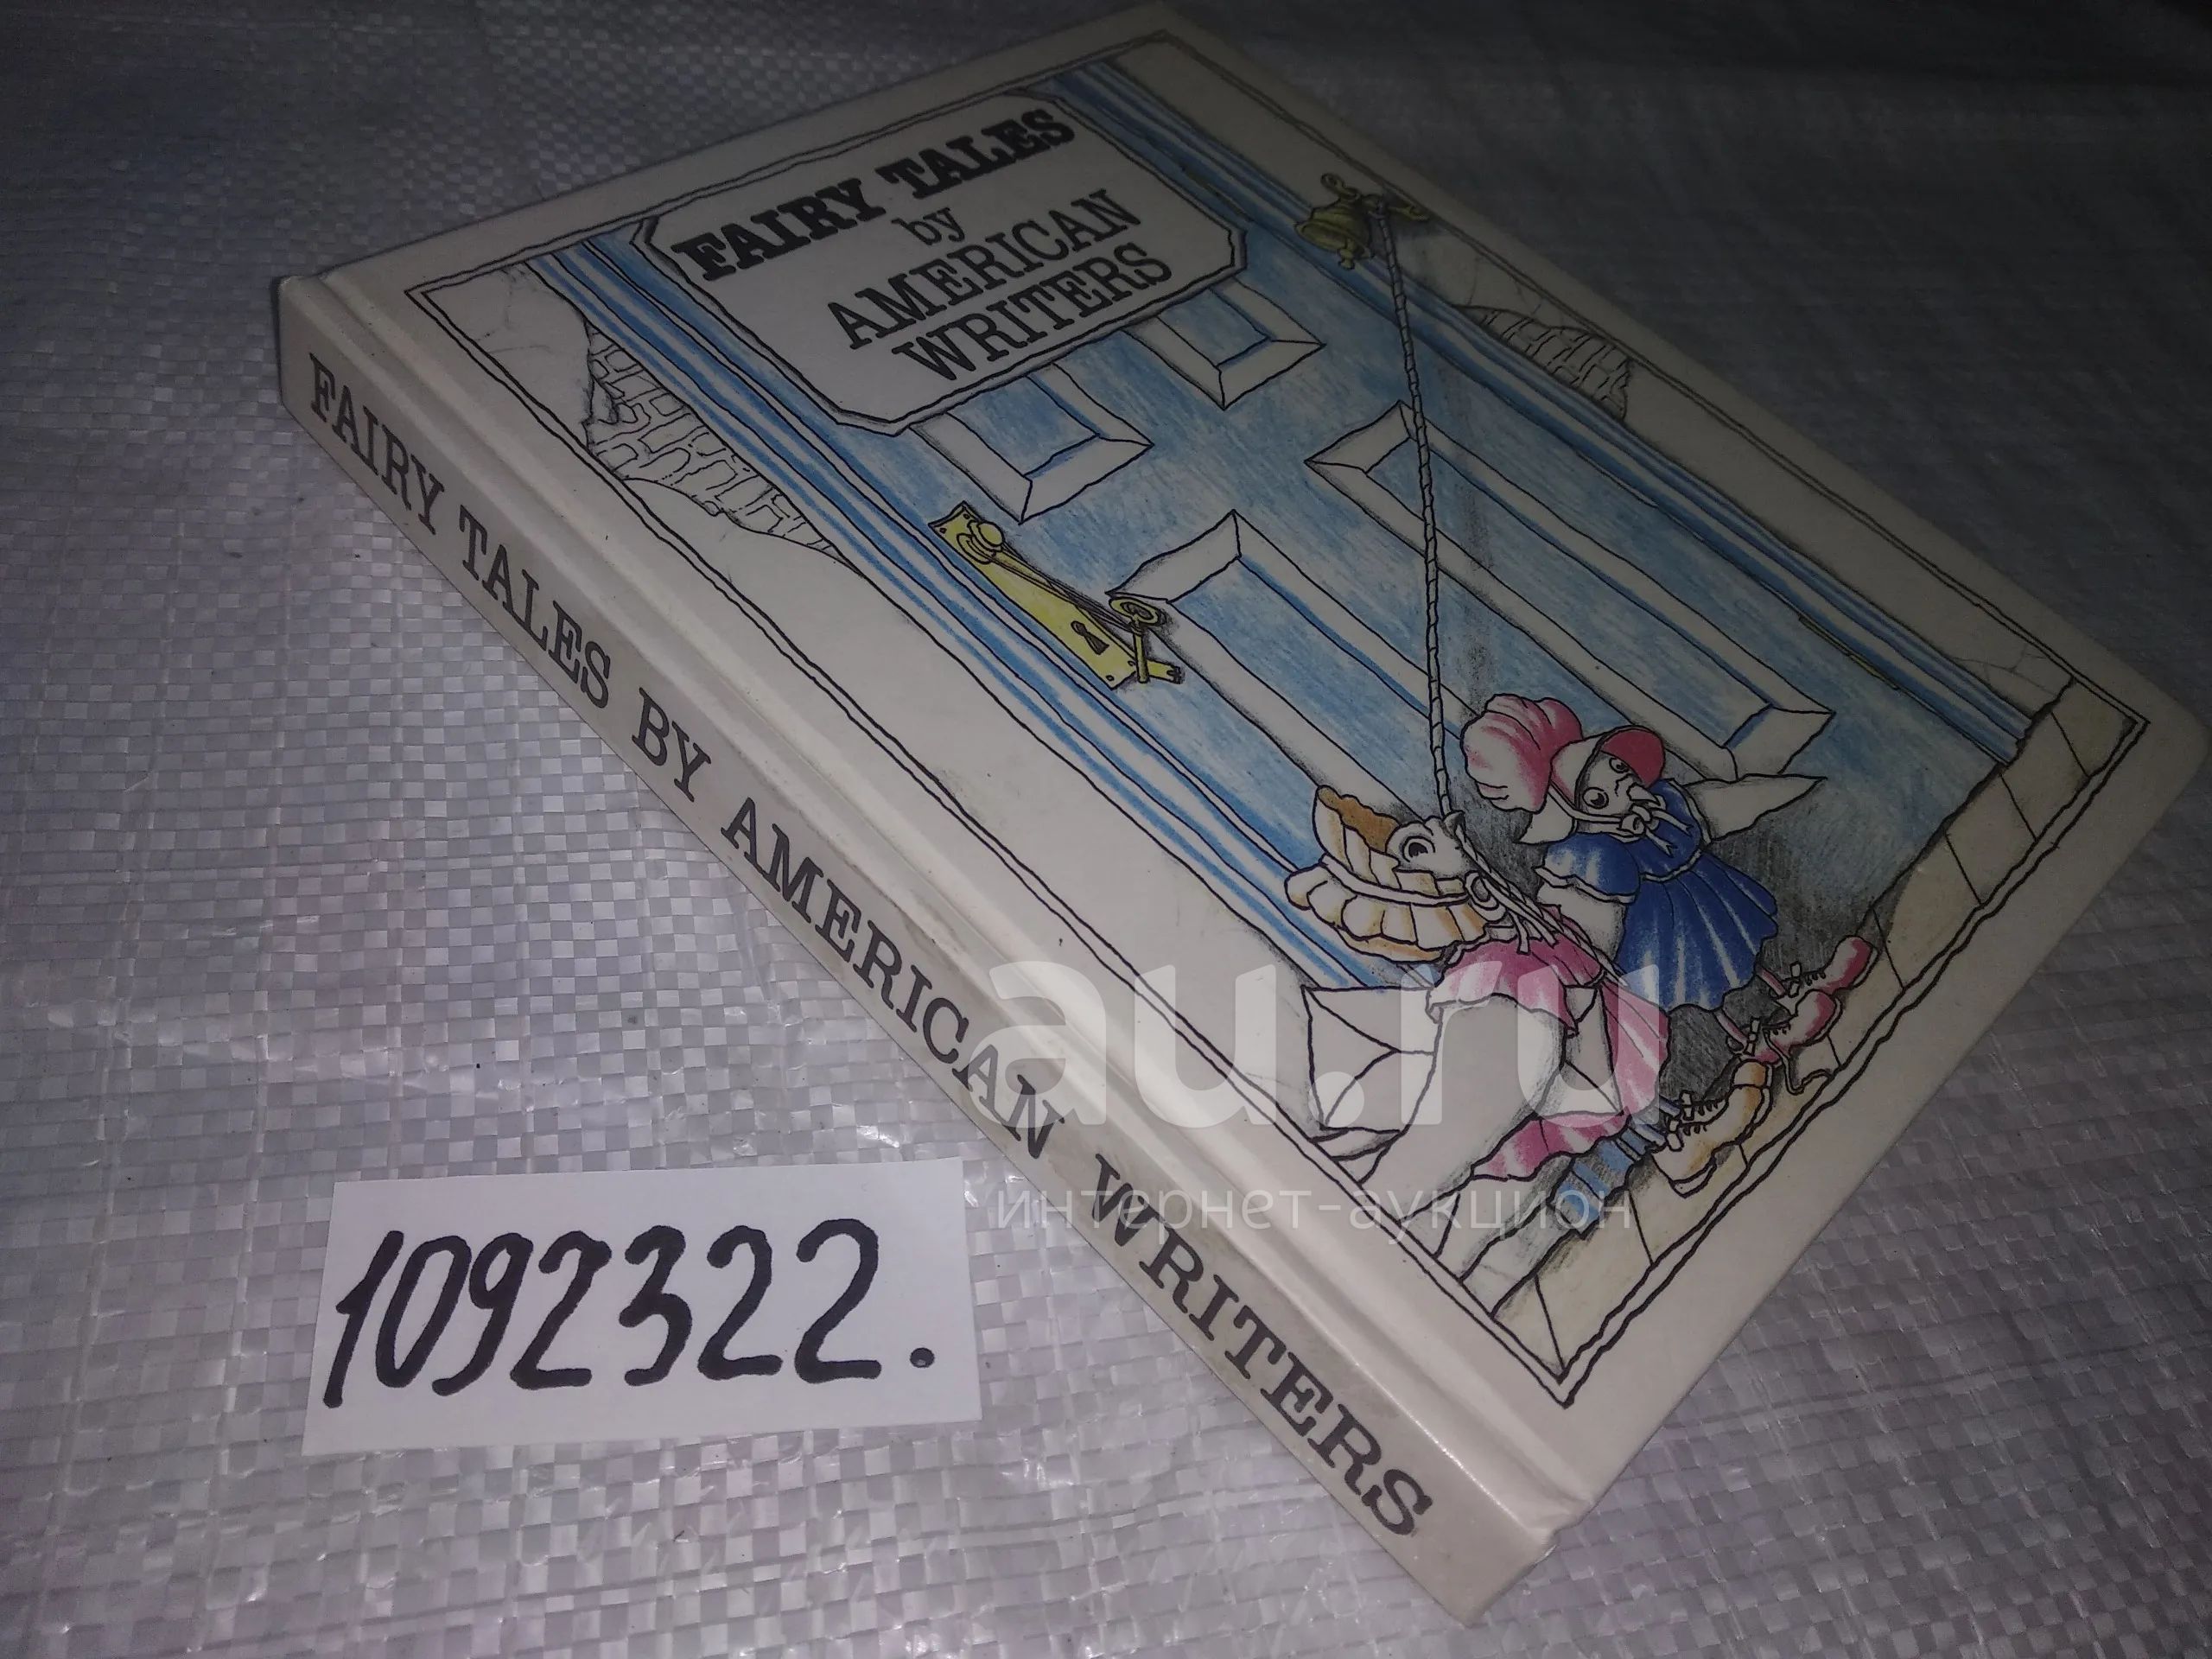 FAIRY TALES
by
AMERICAN
WRITERS
FAIRY TALES BY AMERICAN WRITERS
au.ru
интернет-аукцион
1092322.